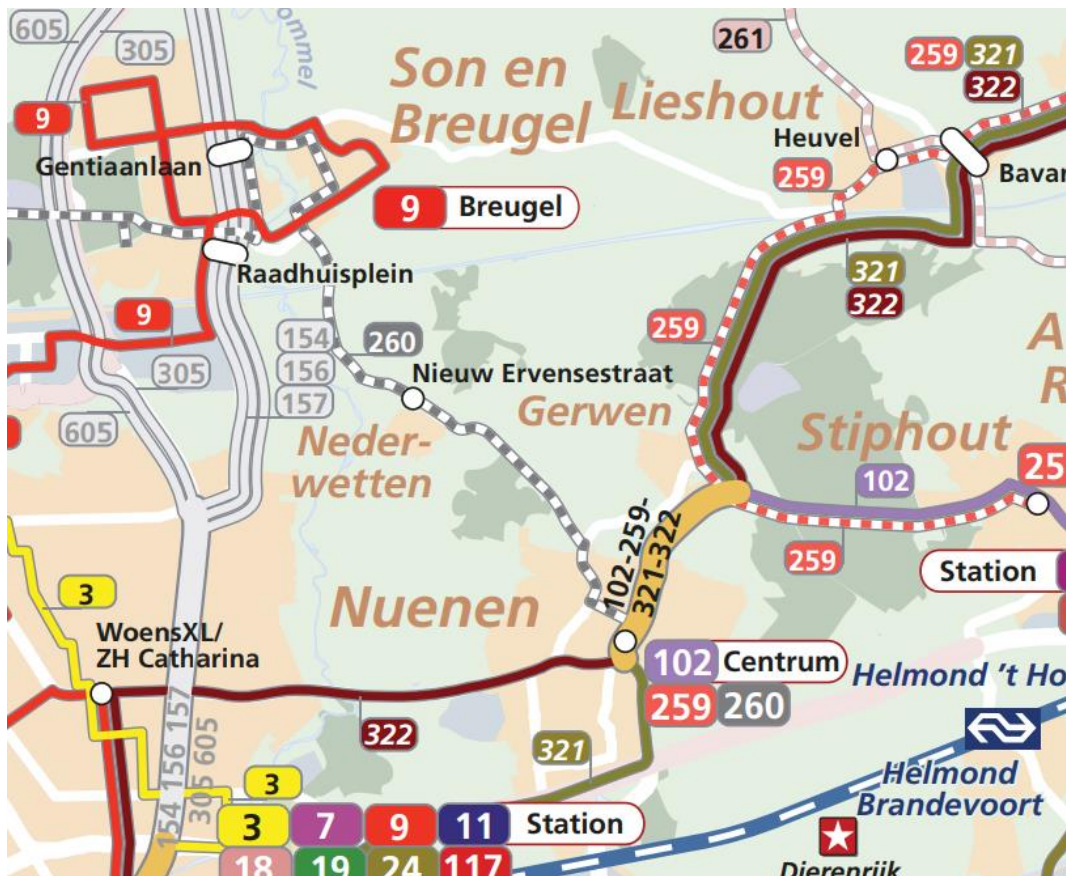 605
305
ommel
9
Gentiaanlaan
Son en
Breugel
9 Breugel
Raadhuisplein
9
305
605
154
156
157
260
Nieuw Ervensestraat
Gerwen
Neder-
wetten
261
Lieshout
Heuvel
259
259 321
322
Bavar
321
322
259
A
R
Stiphout
102
25
259
Station
102-259-
321-322
Nuenen
3
WoensXL/
ZH Catharina
322
102 Centrum
259 260
321
Helmond 't Ho
Helmond
Brandevoort
154 156 157
305 605
3
3 7 9 11 Station
18 19 24 117
Dierenrijk